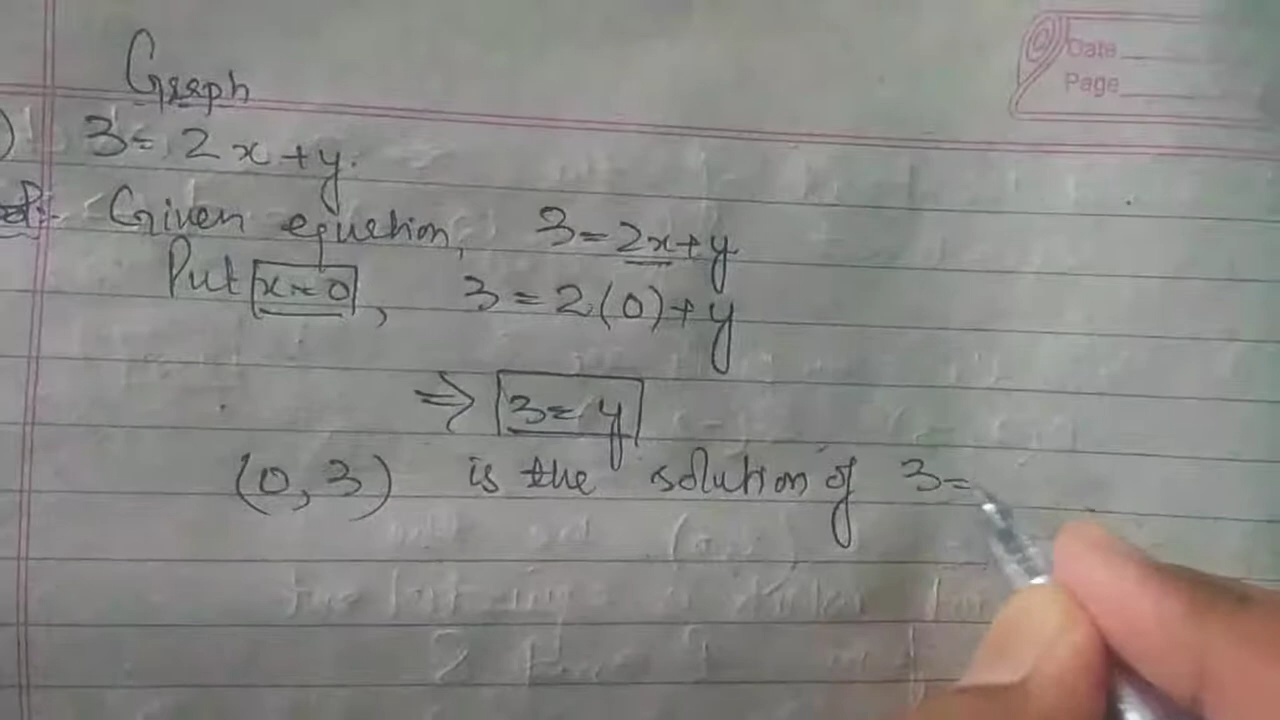 Date
Page
Graph
3 = 2x + y.
Given equation, 3 = 2x + y
Put x = 0, 3 = 2(0) + y
⇒ 3 = y
(0, 3) is the solution of 3 =